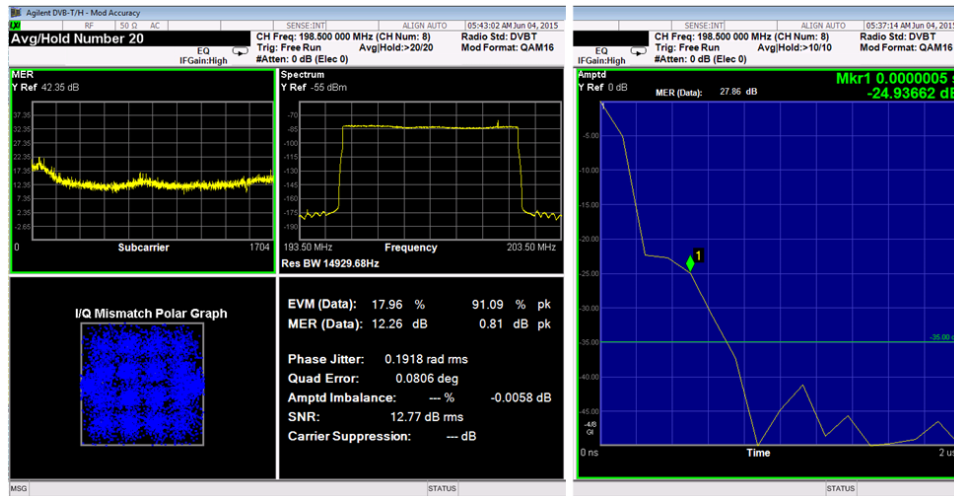 Agilent DVB-T/H - Mod Accuracy
RF 50 Ω AC SENSE:INT ALIGN AUTO 05:43:02 AM Jun 04, 2015
Avg/Hold Number 20
CH Freq: 198.500 000 MHz (CH Num: 8) Radio Std: DVBT
EQ Trig: Free Run Avg|Hold:>20/20 Mod Format: QAM16
IFGain:High #Atten: 0 dB (Elec 0)
MER
Y Ref 42.35 dB
37.35
32.35
27.35
22.35
17.35
12.35
7.35
2.65
0 Subcarrier 1704
Spectrum
Y Ref -55 dBm
-70
-85
-100
-115
-130
-145
-160
-175
-190
193.50 MHz Frequency 203.50 MHz
Res BW 14929.68Hz
I/Q Mismatch Polar Graph
EVM (Data): 17.96 % 91.09 % pk
MER (Data): 12.26 dB 0.81 dB pk
Phase Jitter: 0.1918 rad rms
Quad Error: 0.0806 deg
Amptd Imbalance: --- % -0.0058 dB
SNR: 12.77 dB rms
Carrier Suppression: --- dB
MSG STATUS
SENSE:INT ALIGN AUTO 05:37:14 AM Jun 04, 2015
CH Freq: 198.500 000 MHz (CH Num: 8) Radio Std: DVBT
EQ Trig: Free Run Avg|Hold:>10/10 Mod Format: QAM16
IFGain:High #Atten: 0 dB (Elec 0)
Amptd Mkr1 0.0000005 s
Y Ref 0 dB MER (Data): 27.86 dB -24.93662 dB
1
-5.00
-10.00
-15.00
-20.00
1
-25.00
-30.00
-35.00
-40.00
-45.00
GI
0 ns Time 2 us
STATUS